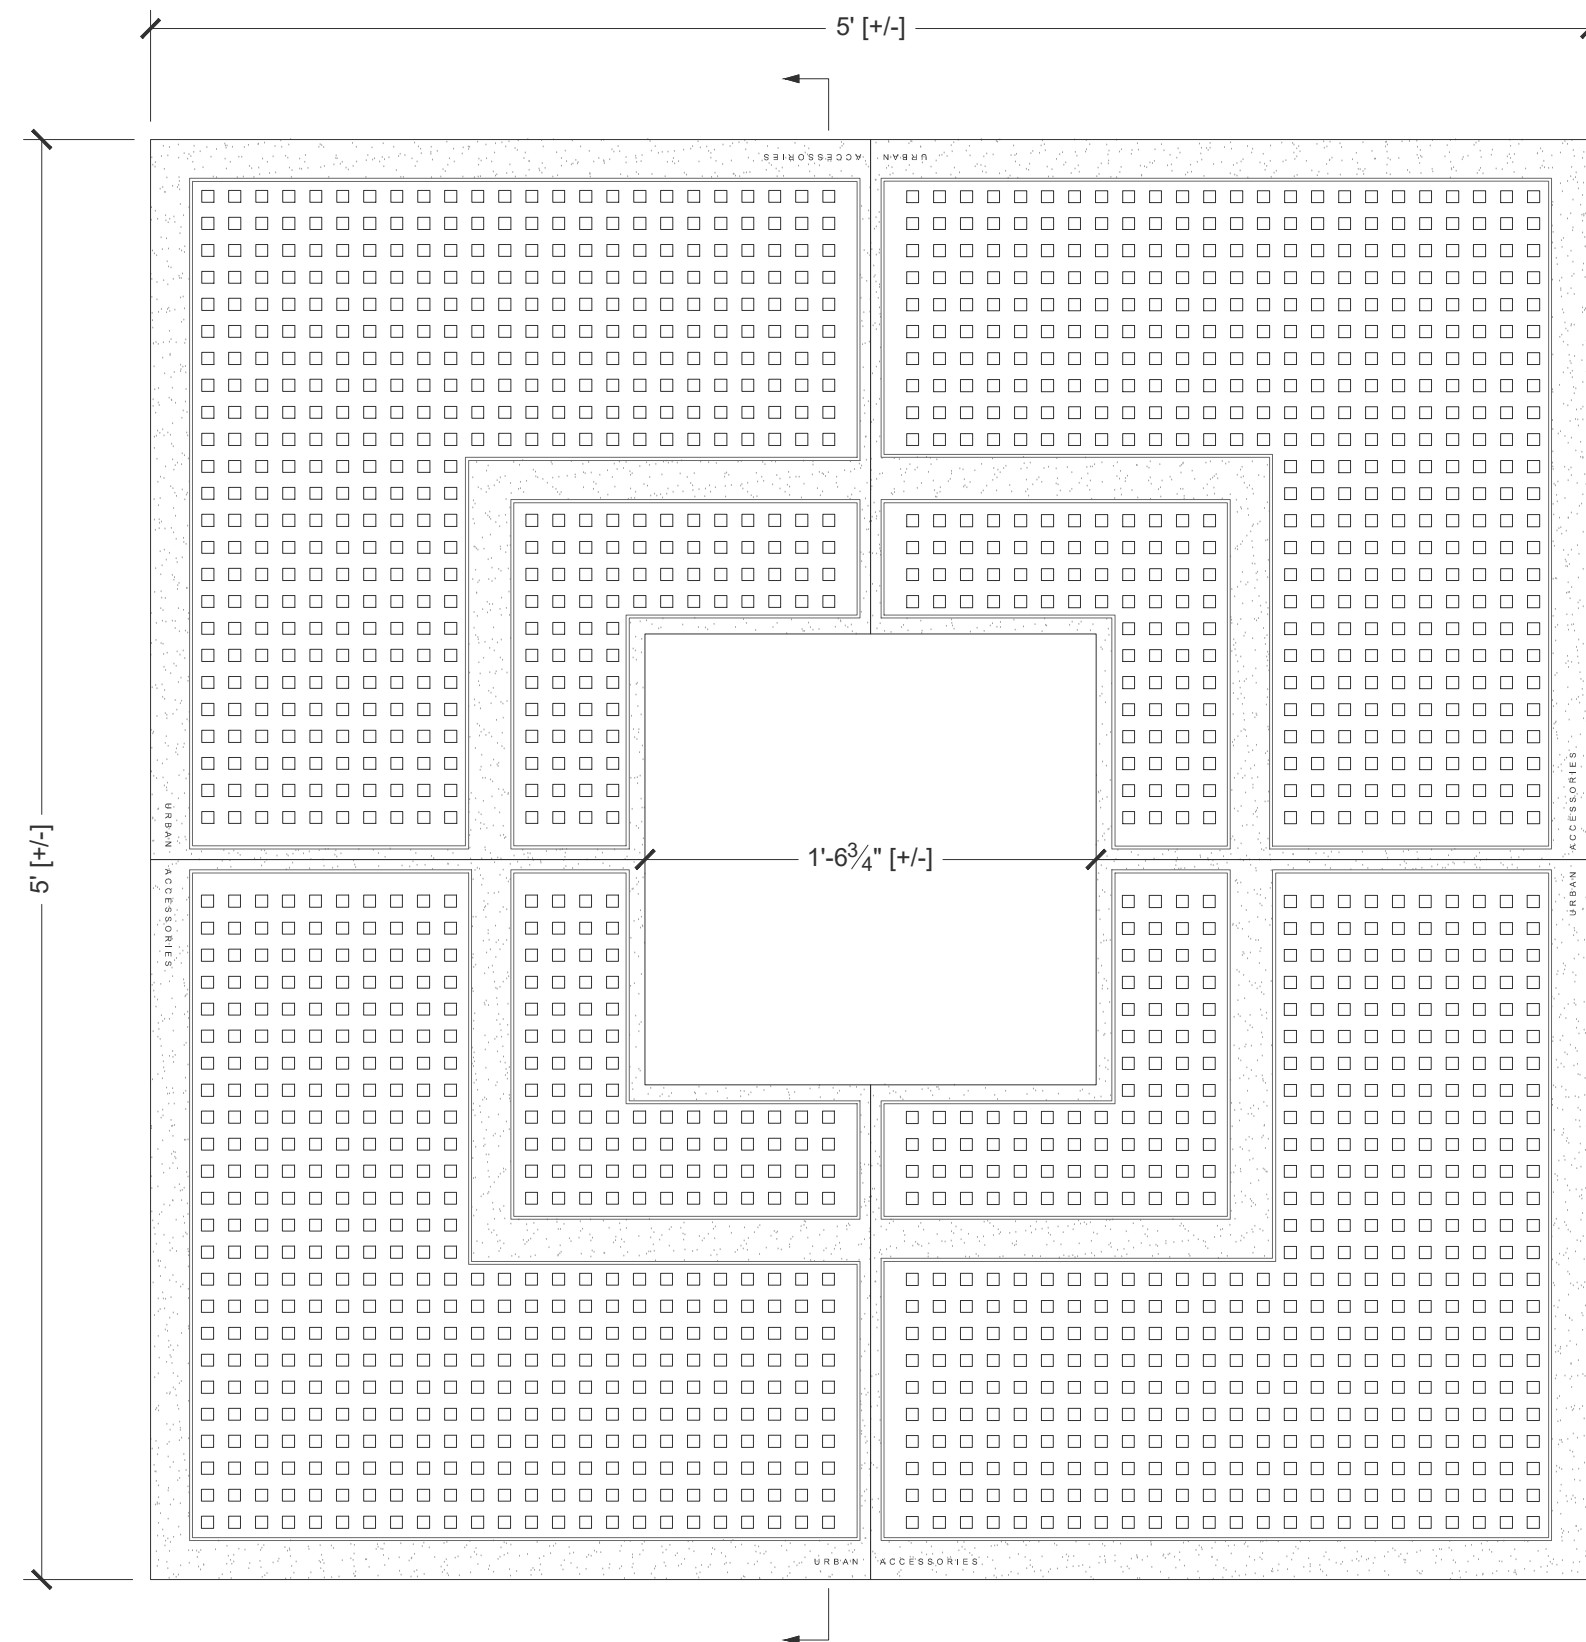 5' [+/-]
ACCESSORIES
URBAN
URBAN
ACCESSORIES
5' [+/-]
1'-6¾" [+/-]
ACCESSORIES
URBAN
URBAN
ACCESSORIES